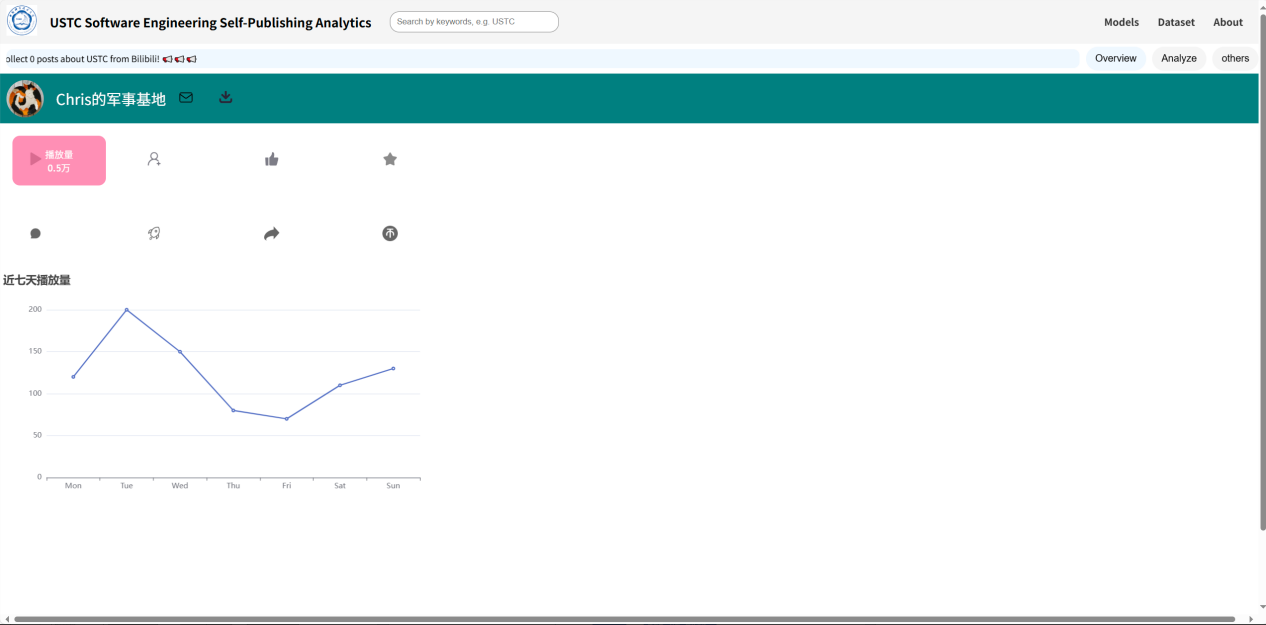 USTC Software Engineering Self-Publishing Analytics
Search by keywords, e.g. USTC
Models Dataset About
ollect 0 posts about USTC from Bilibili! 📢📢📢
Overview Analyze others
Chris的军事基地
播放量
0.5万
近七天播放量
200
150
100
50
0
Mon Tue Wed Thu Fri Sat Sun